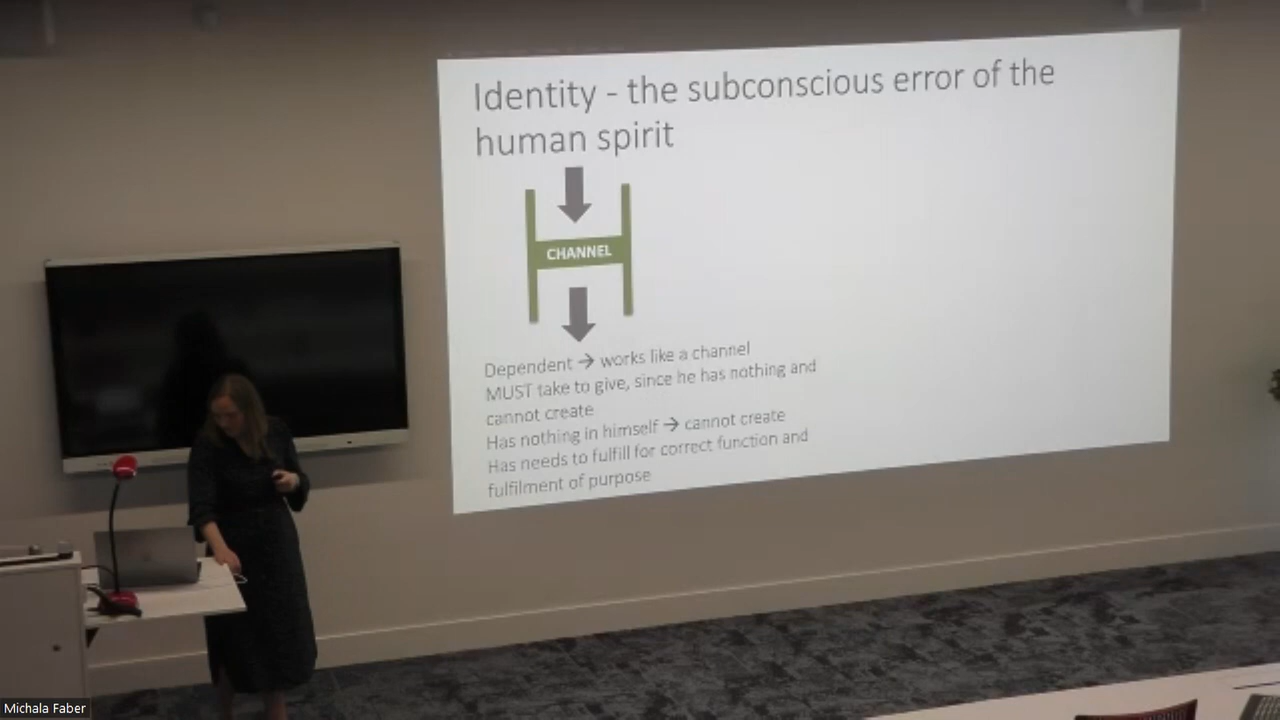 Identity - the subconscious error of the
human spirit
CHANNEL
Dependent → works like a channel
MUST take to give, since he has nothing and
cannot create
Has nothing in himself → cannot create
Has needs to fulfill for correct function and
fulfilment of purpose
Michala Faber